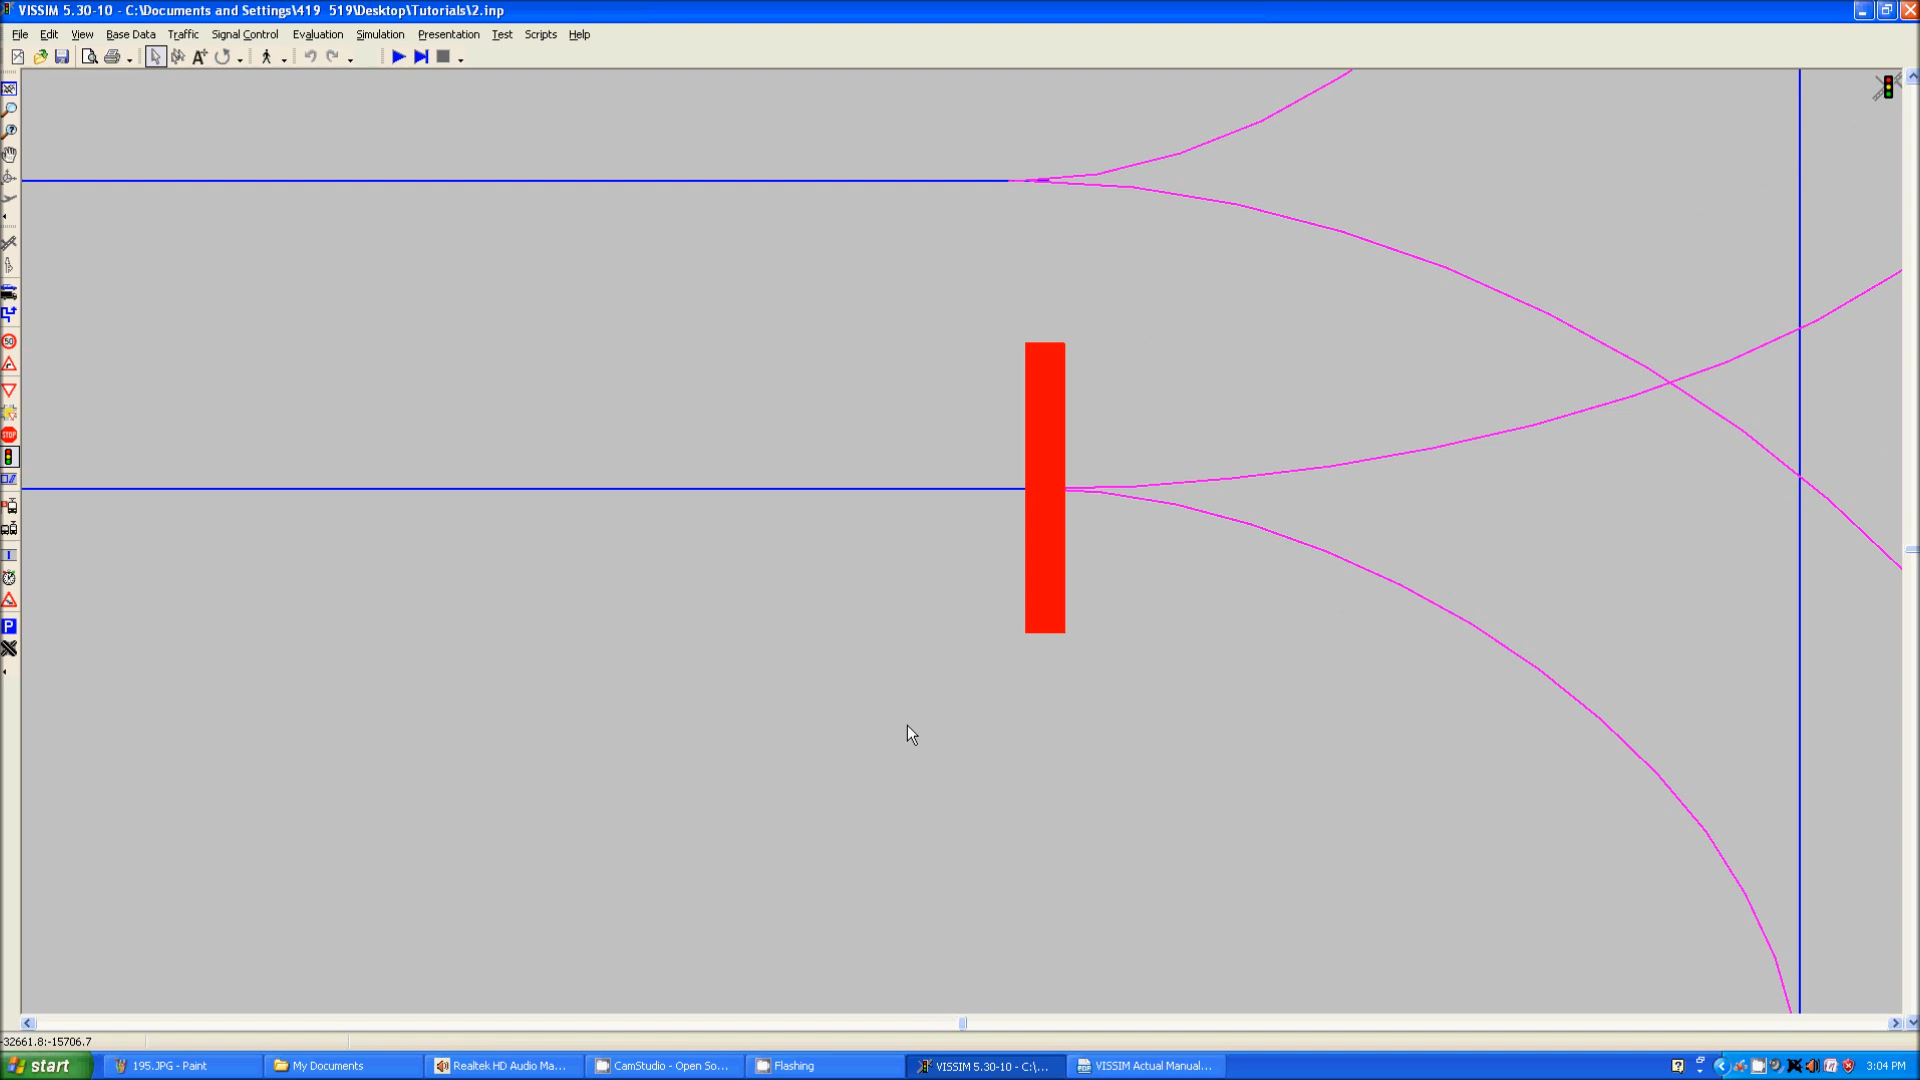 VISSIM 5.30-10 - C:\Documents and Settings\419  519\Desktop\Tutorials\2.inp
File Edit View Base Data Traffic Signal Control Evaluation Simulation Presentation Test Scripts Help
50
STOP
P
-32661.8:-15706.7
start 195.JPG - Paint My Documents Realtek HD Audio Ma... CamStudio - Open So... Flashing VISSIM 5.30-10 - C:\... VISSIM Actual Manual... 3:04 PM